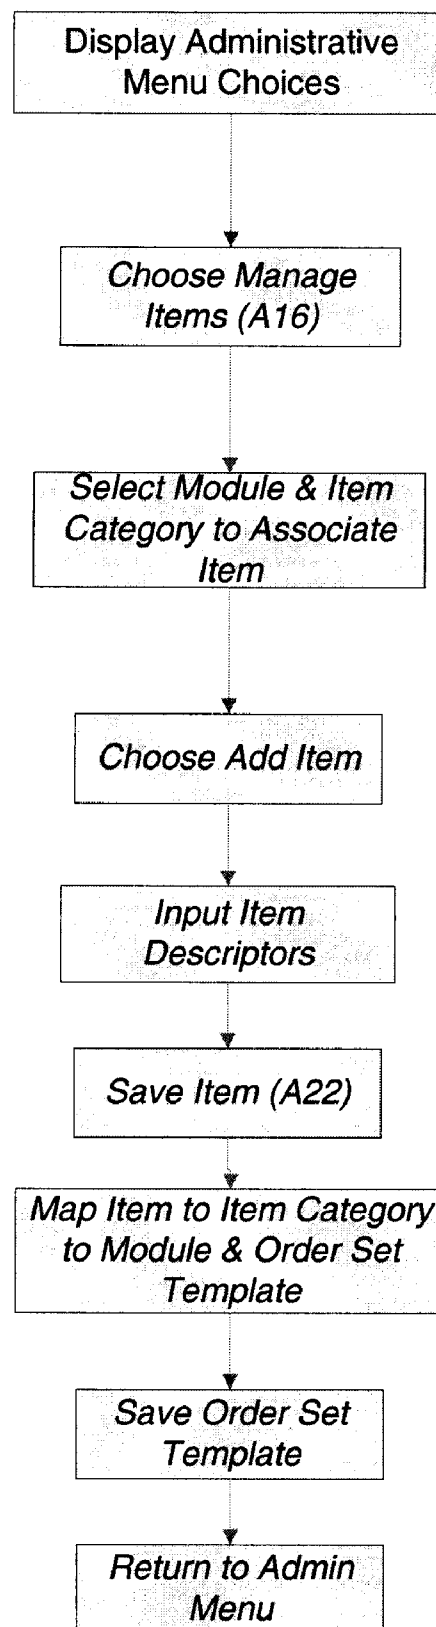 Display Administrative
Menu Choices
Choose Manage
Items (A16)
Select Module & Item
Category to Associate
Item
Choose Add Item
Input Item
Descriptors
Save Item (A22)
Map Item to Item Category
to Module & Order Set
Template
Save Order Set
Template
Return to Admin
Menu